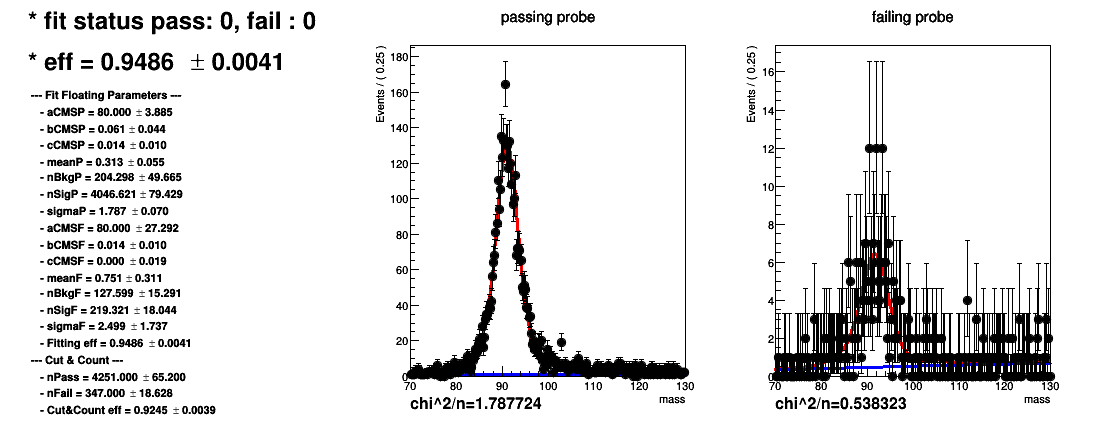 * fit status pass: 0, fail : 0
* eff = 0.9486 ± 0.0041
--- Fit Floating Parameters ---
- aCMSP = 80.000 ± 3.885
- bCMSP = 0.061 ± 0.044
- cCMSP = 0.014 ± 0.010
- meanP = 0.313 ± 0.055
- nBkgP = 204.298 ± 49.665
- nSigP = 4046.621 ± 79.429
- sigmaP = 1.787 ± 0.070
- aCMSF = 80.000 ± 27.292
- bCMSF = 0.014 ± 0.010
- cCMSF = 0.000 ± 0.019
- meanF = 0.751 ± 0.311
- nBkgF = 127.599 ± 15.291
- nSigF = 219.321 ± 18.044
- sigmaF = 2.499 ± 1.737
- Fitting eff = 0.9486 ± 0.0041
--- Cut & Count ---
- nPass = 4251.000 ± 65.200
- nFail = 347.000 ± 18.628
- Cut&Count eff = 0.9245 ± 0.0039
passing probe
Events / ( 0.25 )
180
160
140
120
100
80
60
40
20
0
70 80 90 100 110 120 130
mass
chi^2/n=1.787724
failing probe
Events / ( 0.25 )
16
14
12
10
8
6
4
2
0
70 80 90 100 110 120 130
mass
chi^2/n=0.538323